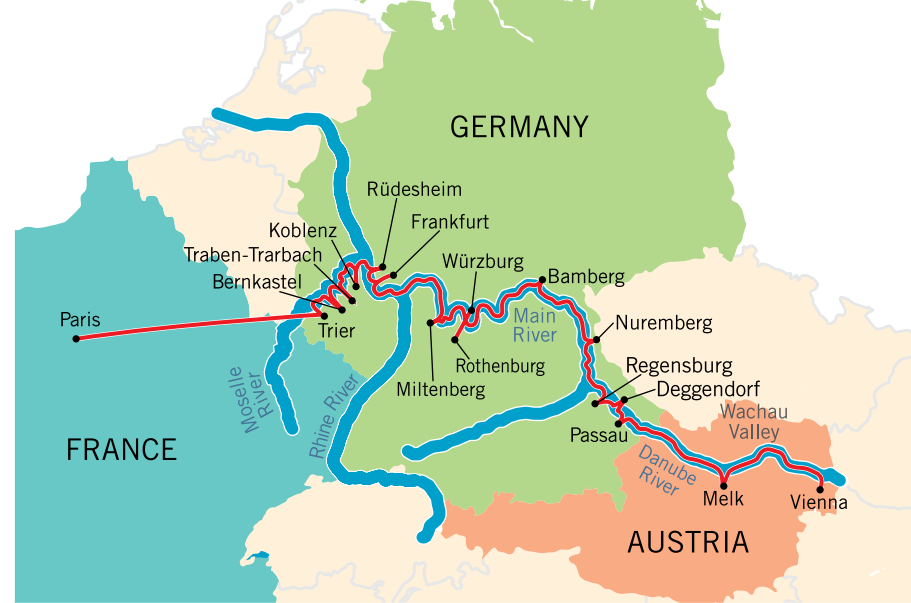 GERMANY
Rüdesheim
Frankfurt
Koblenz
Traben-Trarbach
Würzburg
Bernkastel
Bamberg
Paris
Trier
Main
River
Nuremberg
Rothenburg
Regensburg
Miltenberg
Deggendorf
Moselle
River
Rhine River
Wachau
Valley
Passau
FRANCE
Danube
River
Melk
Vienna
AUSTRIA